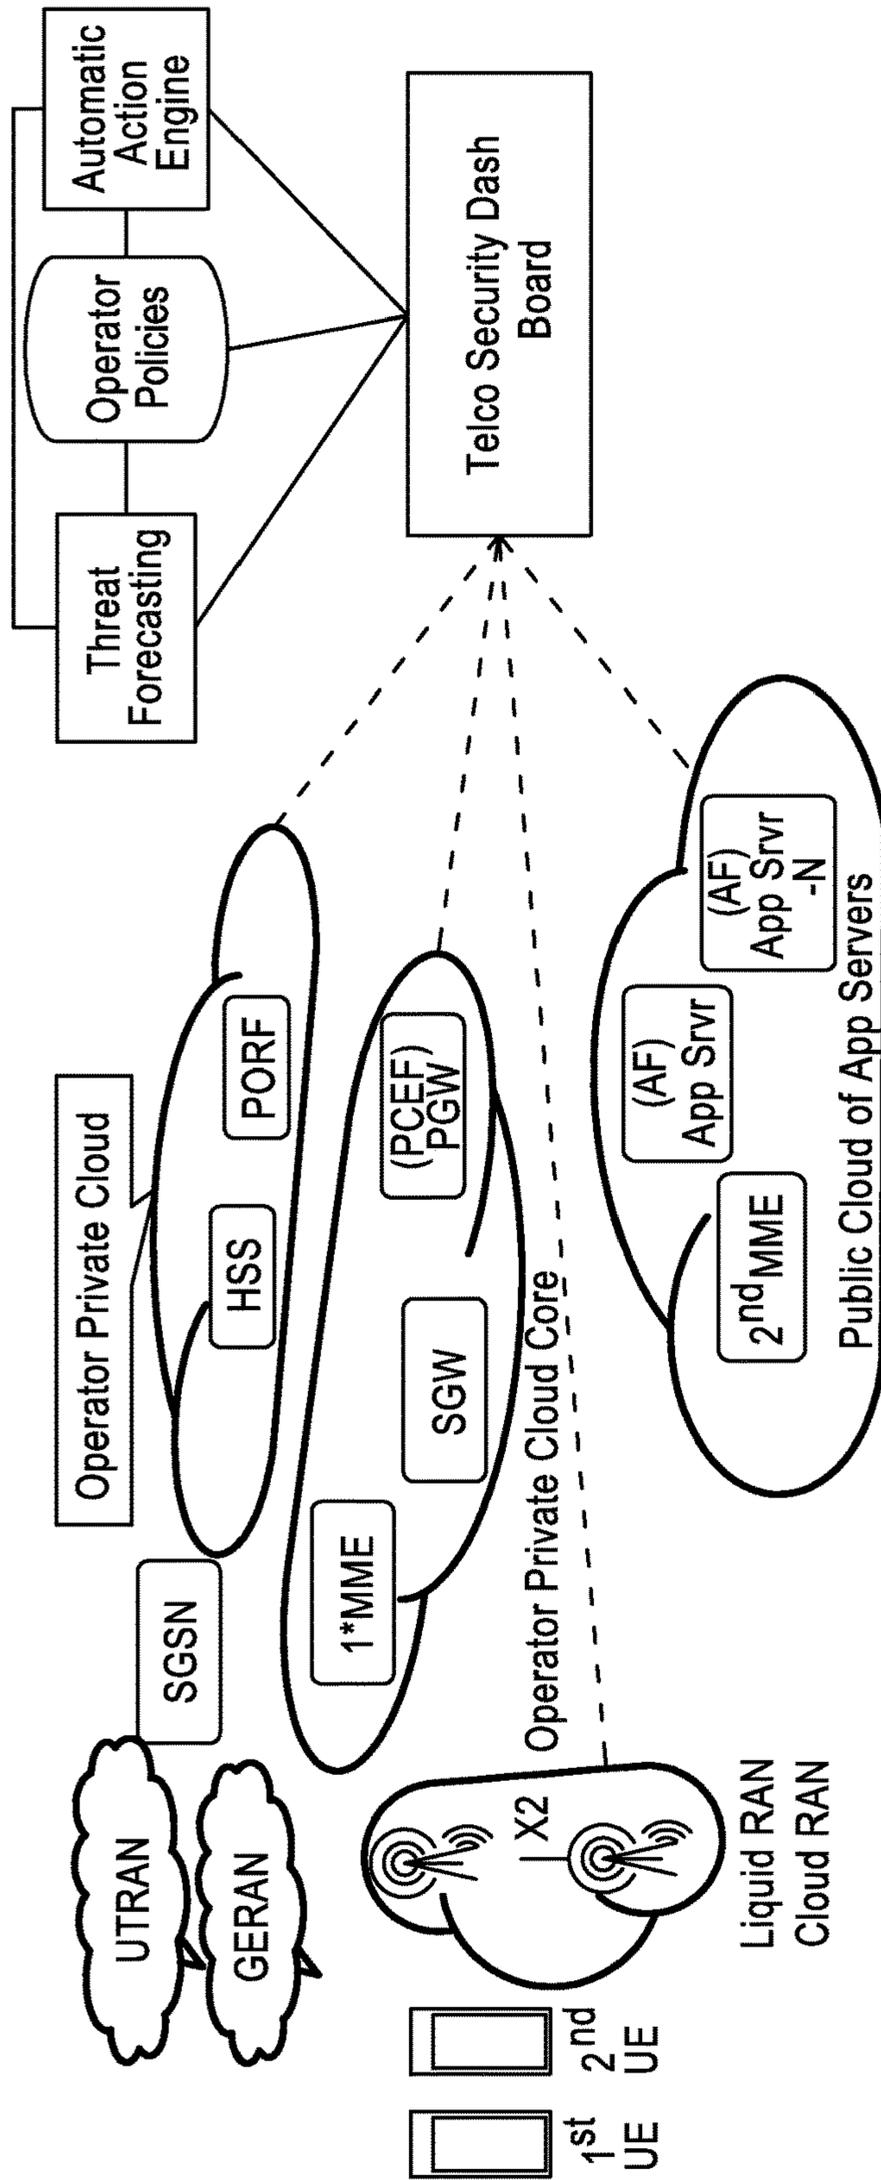 1st
UE
2nd
UE
UTRAN
GERAN
SGSN
Liquid RAN
Cloud RAN
X2
Operator Private Cloud
HSS
PORF
1*MME
SGW
(PCEF)
PGW
Operator Private Cloud Core
2nd MME
(AF)
App Srvr
(AF)
App Srvr
-N
Public Cloud of App Servers
Threat
Forecasting
Operator
Policies
Automatic
Action
Engine
Telco Security Dash
Board